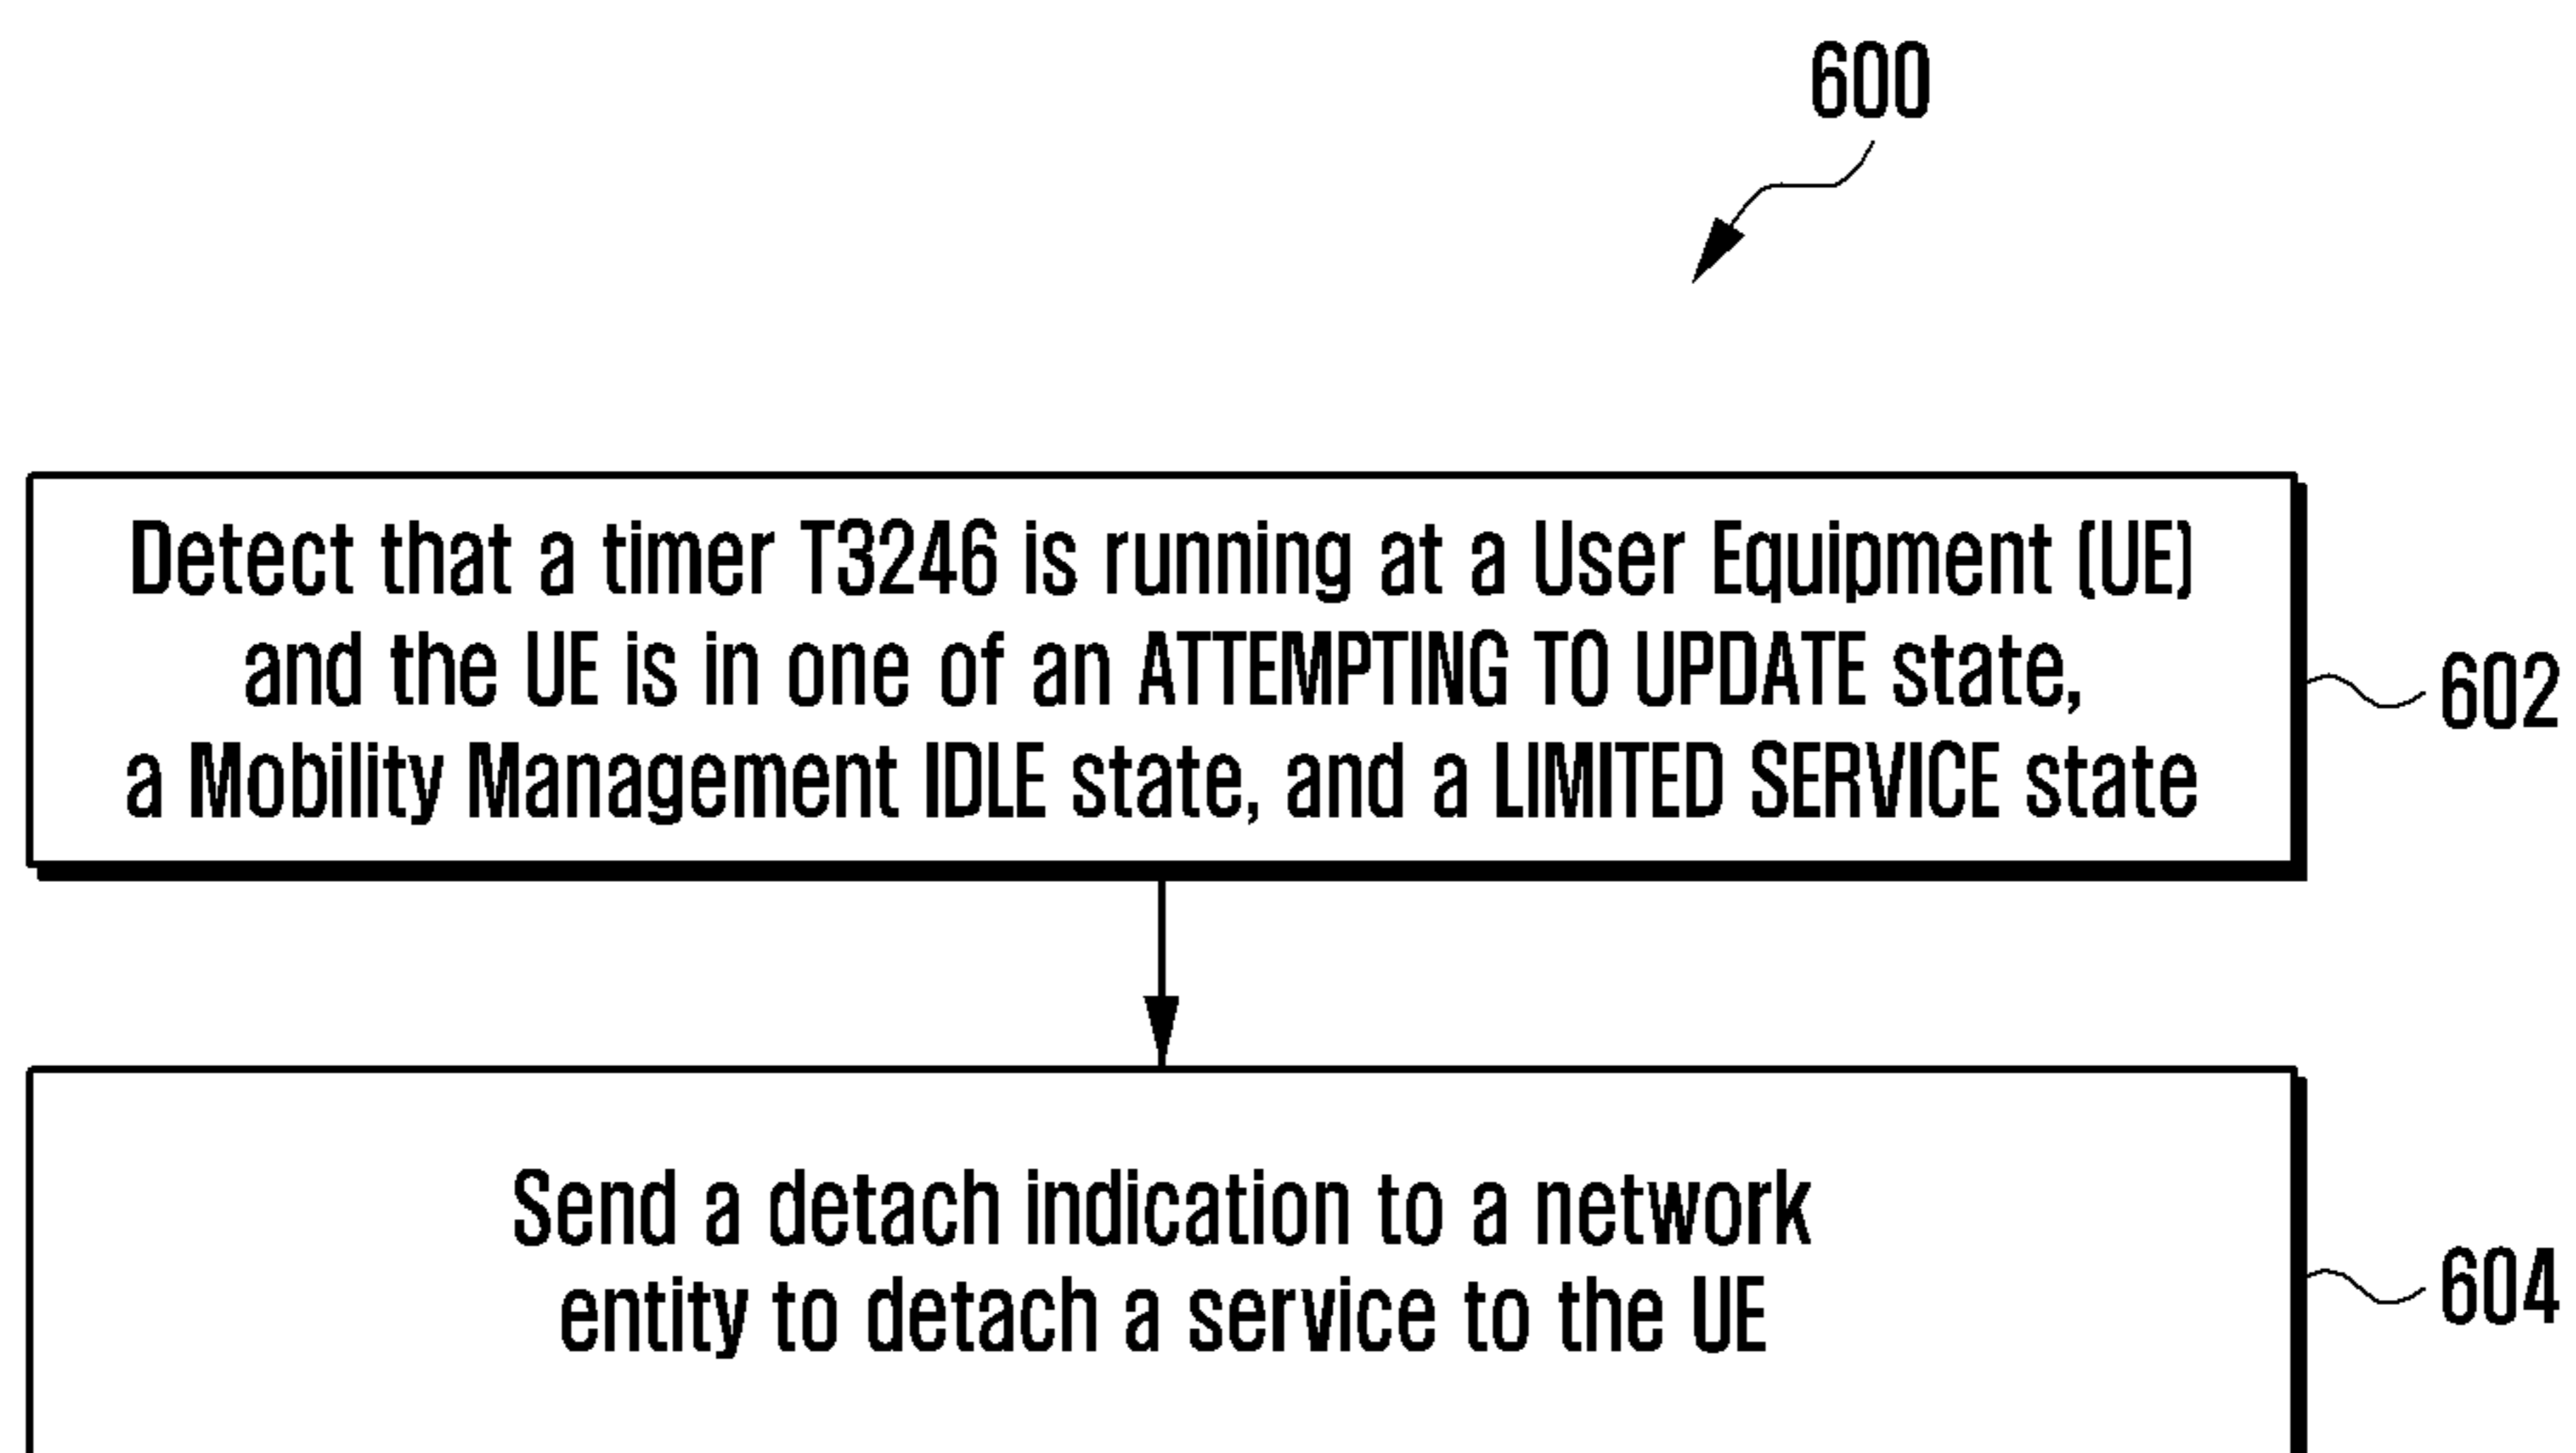 600
Detect that a timer T3246 is running at a User Equipment (UE)
and the UE is in one of an ATTEMPTING TO UPDATE state,
a Mobility Management IDLE state, and a LIMITED SERVICE state
602
Send a detach indication to a network
entity to detach a service to the UE
604